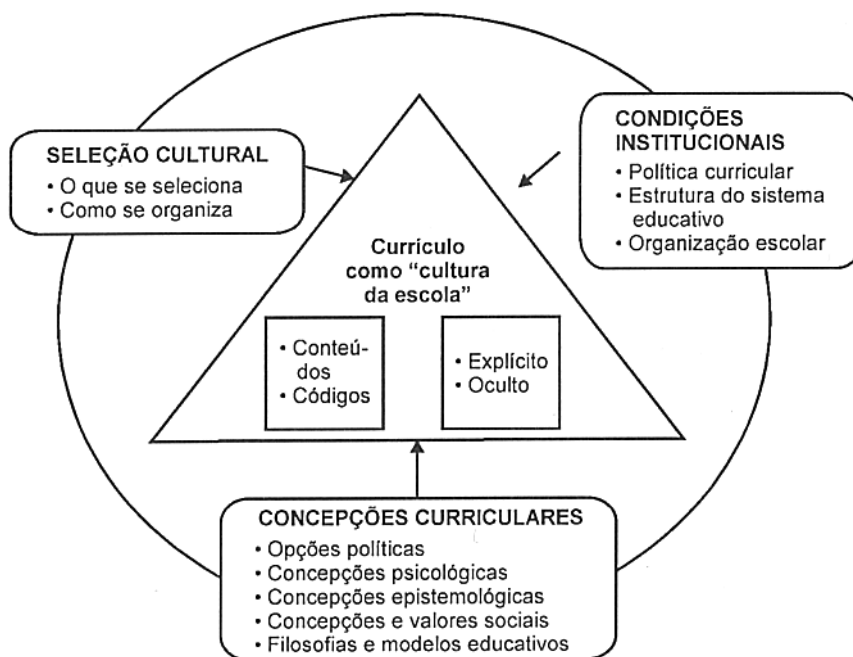 SELEÇÃO CULTURAL
• O que se seleciona
• Como se organiza
CONDIÇÕES
INSTITUCIONAIS
• Política curricular
• Estrutura do sistema
educativo
• Organização escolar
Currículo
como “cultura
da escola”
• Conteú-
dos
• Códigos
• Explícito
• Oculto
CONCEPÇÕES CURRICULARES
• Opções políticas
• Concepções psicológicas
• Concepções epistemológicas
• Concepções e valores sociais
• Filosofias e modelos educativos